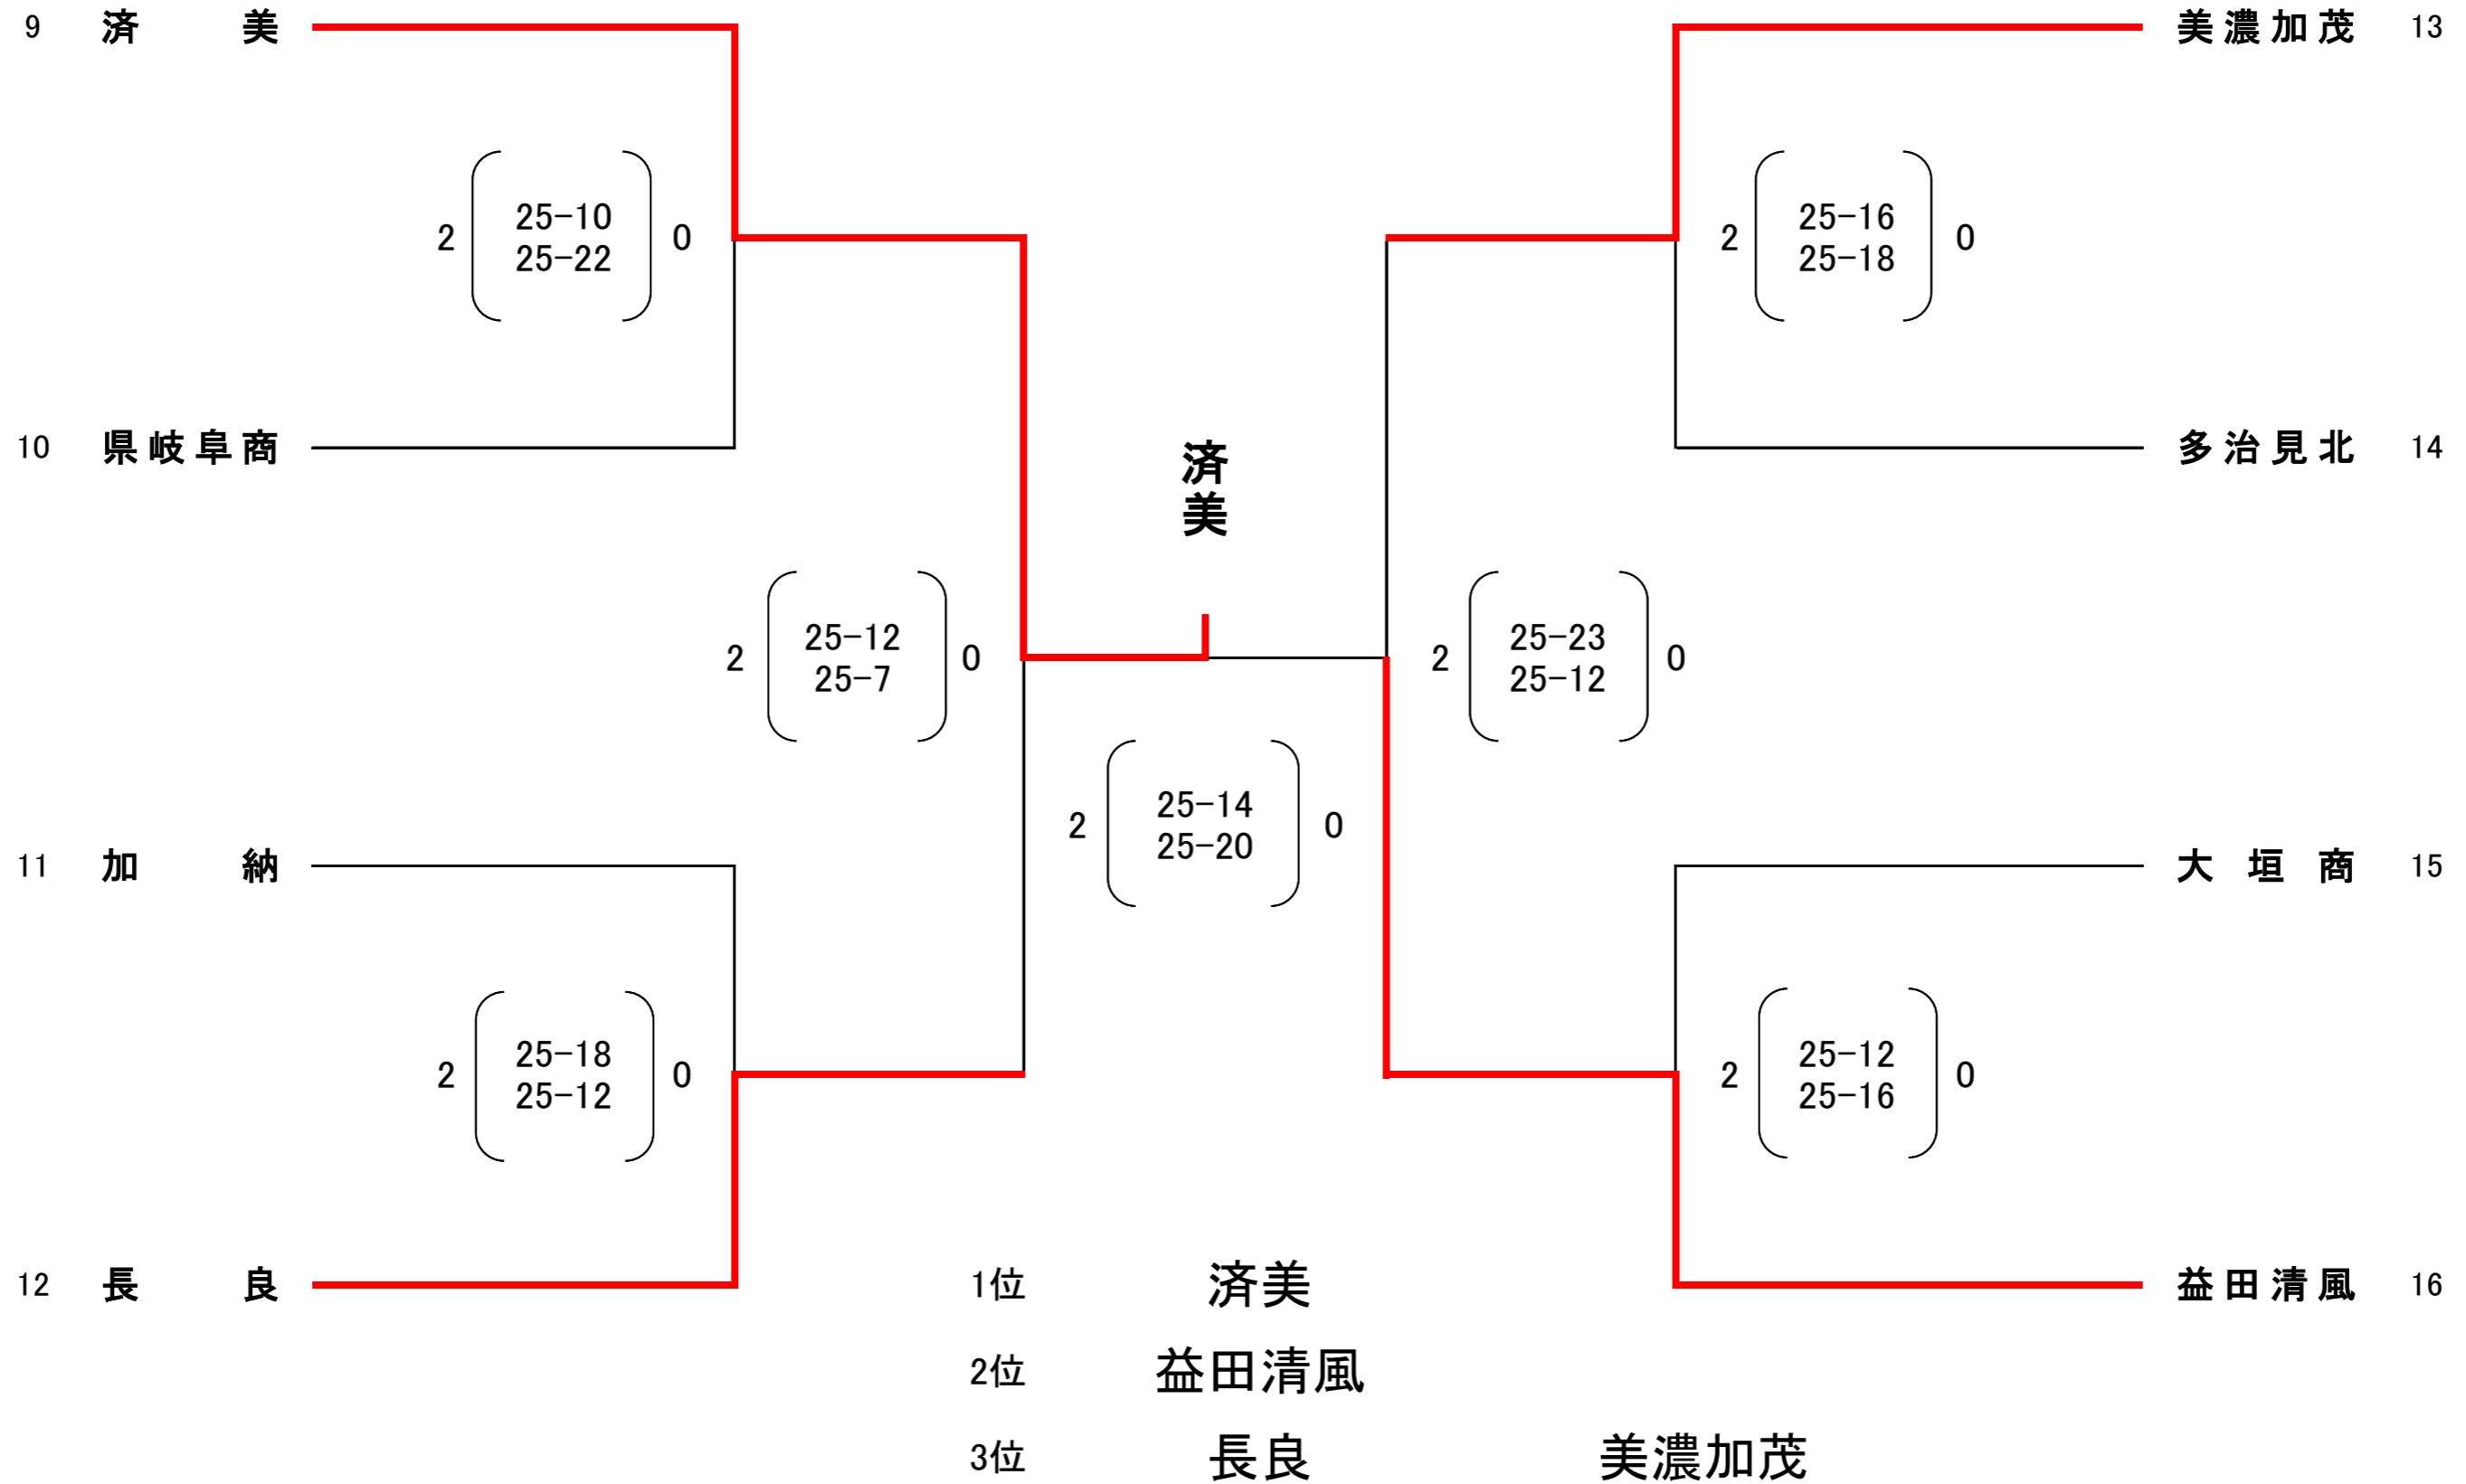 9 済美 美濃加茂 13
2 25-10 0 2 25-16 0
25-22 25-18
10 県岐阜商 多治見北 14
済美
2 25-12 0 2 25-23 0
25-7 25-12
2 25-14 0
25-20
11 加納 大垣商 15
2 25-18 0 2 25-12 0
25-12 25-16
12 長良 益田清風 16
1位 済美
2位 益田清風
3位 長良 美濃加茂